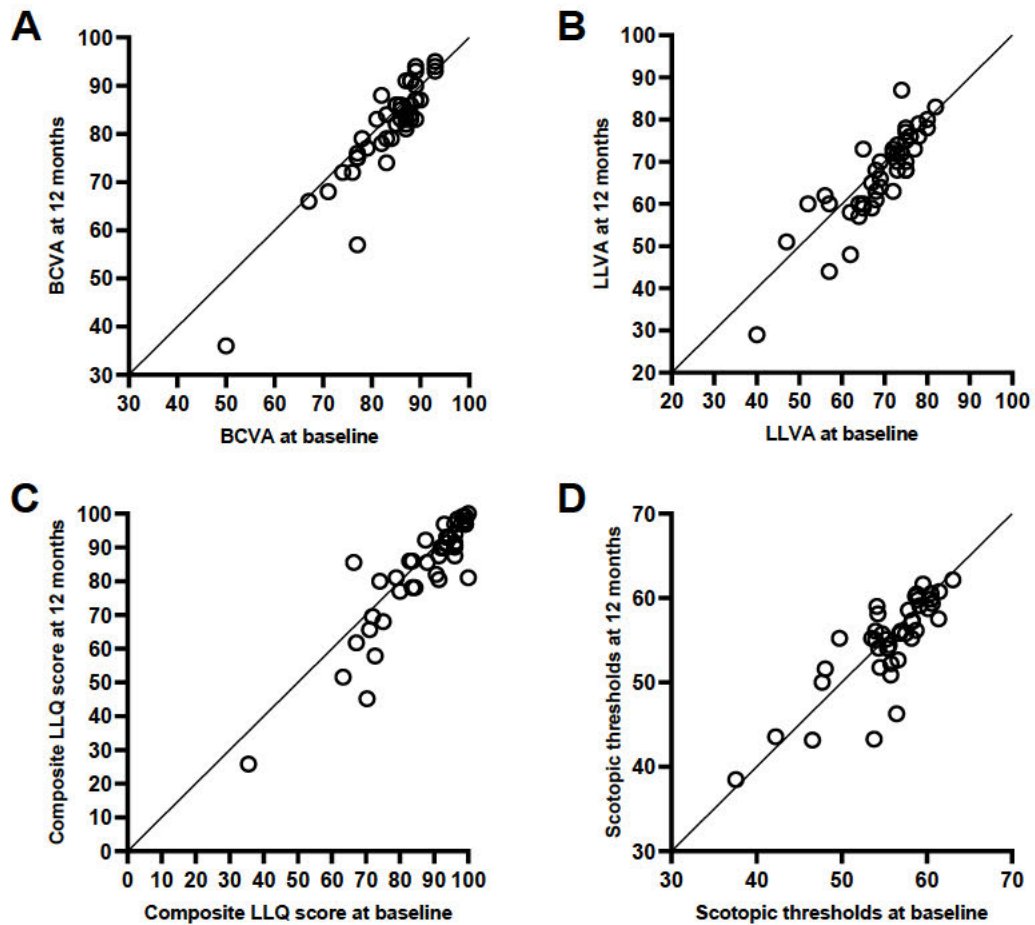 A
BCVA at 12 months
100
90
80
70
60
50
40
30
30 40 50 60 70 80 90 100
BCVA at baseline
B
LLVA at 12 months
100
90
80
70
60
50
40
30
20
20 30 40 50 60 70 80 90 100
LLVA at baseline
C
Composite LLQ score at 12 months
100
90
80
70
60
50
40
30
20
10
0
0 10 20 30 40 50 60 70 80 90 100
Composite LLQ score at baseline
D
Scotopic thresholds at 12 months
70
60
50
40
30
30 40 50 60 70
Scotopic thresholds at baseline